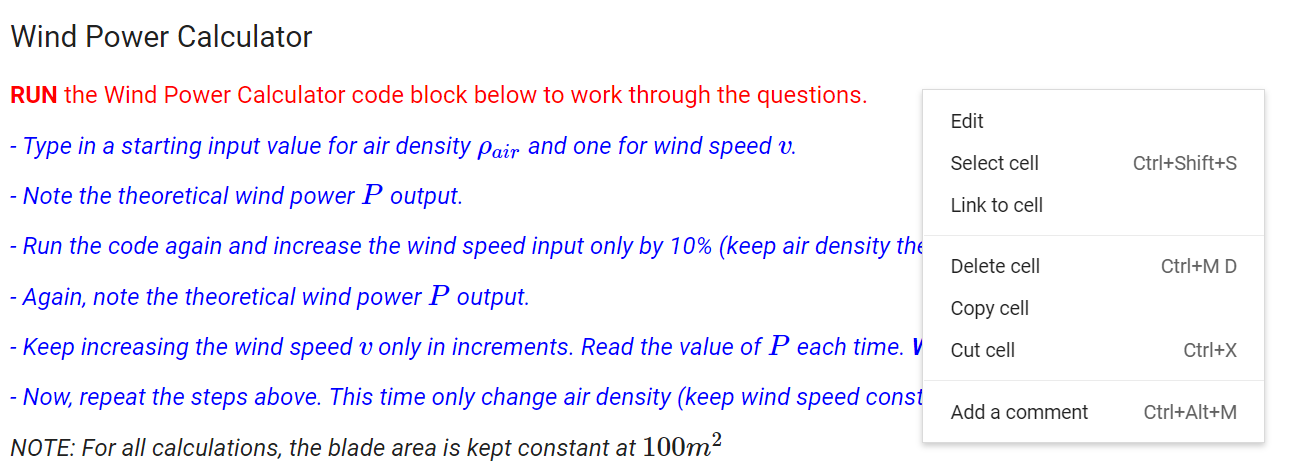 Wind Power Calculator
RUN the Wind Power Calculator code block below to work through the questions.
- Type in a starting input value for air density ρair and one for wind speed v.
- Note the theoretical wind power P output.
- Run the code again and increase the wind speed input only by 10% (keep air density the
- Again, note the theoretical wind power P output.
- Keep increasing the wind speed v only in increments. Read the value of P each time.
- Now, repeat the steps above. This time only change air density (keep wind speed const
NOTE: For all calculations, the blade area is kept constant at 100m²
Edit
Select cell Ctrl+Shift+S
Link to cell
Delete cell Ctrl+M D
Copy cell
Cut cell Ctrl+X
Add a comment Ctrl+Alt+M